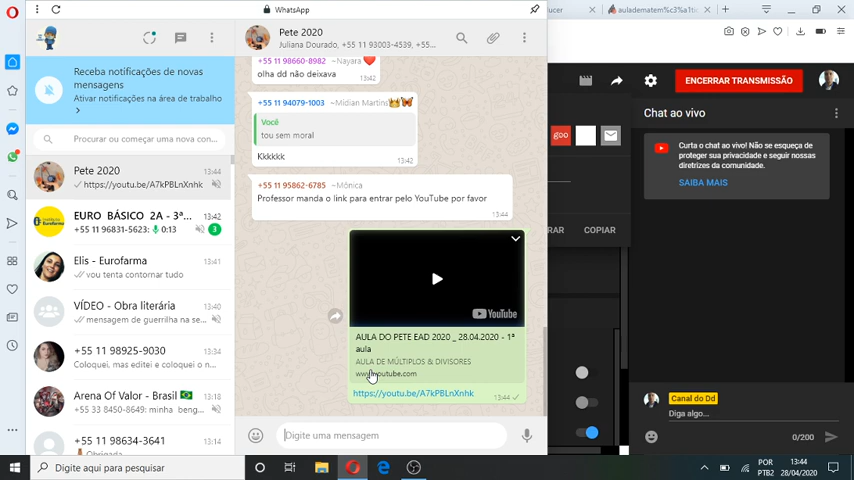 WhatsApp
ucer
auladematem%c3%a1ti
Pete 2020
Juliana Dourado, +55 11 93003-4539, +55...
Receba notificações de novas
mensagens
Ativar notificações na área de trabalho
Procurar ou começar uma nova con...
Pete 2020
13:44
https://youtu.be/A7kPBLnXnhk
EURO BÁSICO 2A - 3ª...
13:42
+55 11 96831-5623: 0:13
3
Elis - Eurofarma
13:41
vou tenta contornar tudo
VÍDEO - Obra literária
13:40
mensagem de guerrilha na se...
+55 11 98925-9030
13:34
Coloquei. mas editei e coloquei o n...
Arena Of Valor - Brasil
13:18
+55 33 8450-8649: minha beng...
+55 11 98634-3641
13:14
Obrigada
+55 11 98660-8982 ~Nayara
olha dd não deixava
13:42
+55 11 94079-1003 ~Midian Martins
Você
tou sem moral
Kkkkkk
13:42
+55 11 95862-6785 ~Mônica
Professor manda o link para entrar pelo YouTube por favor
13:44
YouTube
AULA DO PETE EAD 2020 _ 28.04.2020 - 1ª
aula
AULA DE MÚLTIPLOS & DIVISORES
www.youtube.com
https://youtu.be/A7kPBLnXnhk
13:44
Digite uma mensagem
ENCERRAR TRANSMISSÃO
goo
RAR
COPIAR
Chat ao vivo
Curta o chat ao vivo! Não se esqueça de
proteger sua privacidade e seguir nossas
diretrizes da comunidade.
SAIBA MAIS
Canal do Dd
Diga algo...
0/200
Digite aqui para pesquisar
POR
PTB2
13:44
28/04/2020